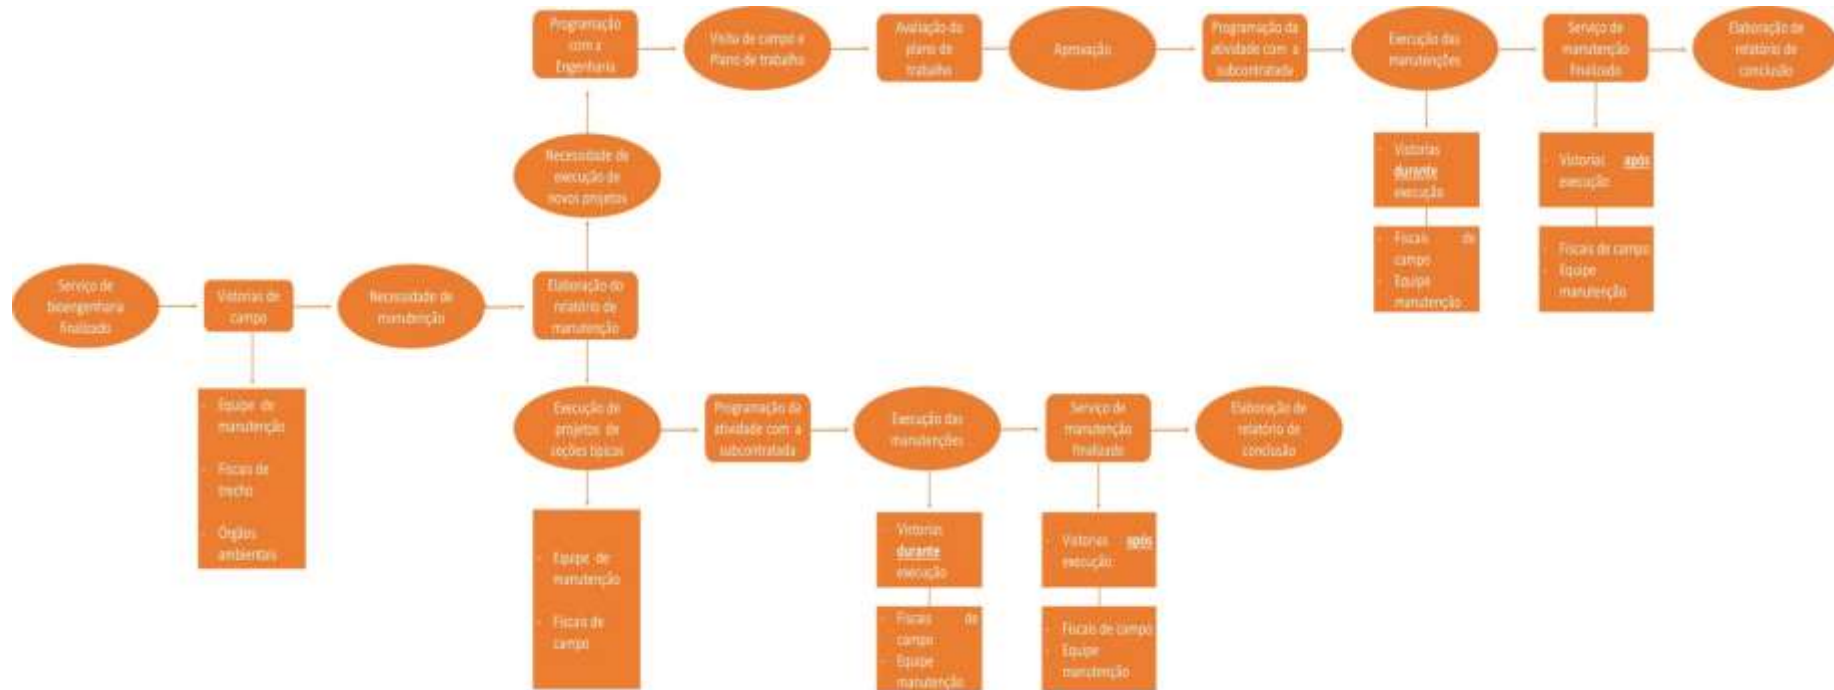 Programação
com a
Engenharia
Visita de campo e
Plano de trabalho
Avaliação do
plano de
trabalho
Aprovação
Programação da
atividade com a
subcontratada
Execução das
manutenções
Serviço de
manutenção
finalizado
Elaboração de
relatório de
conclusão
Necessidade de
execução de
novos projetos
- Vistorias
durante
execução
- Vistorias após
execução
- Fiscais de
campo
- Equipe
manutenção
- Fiscais de campo
- Equipe
manutenção
Serviço de
bioengenharia
finalizado
Vistorias de
campo
Necessidade de
manutenção
Elaboração do
relatório de
manutenção
- Equipe de
manutenção
- Fiscais de
trecho
- Órgãos
ambientais
Execução de
projetos de
seções típicas
Programação da
atividade com a
subcontratada
Execução das
manutenções
Serviço de
manutenção
finalizado
Elaboração de
relatório de
conclusão
- Equipe de
manutenção
- Fiscais de
campo
- Vistorias
durante
execução
- Vistorias após
execução
- Fiscais de
campo
- Equipe
manutenção
- Fiscais de campo
- Equipe
manutenção